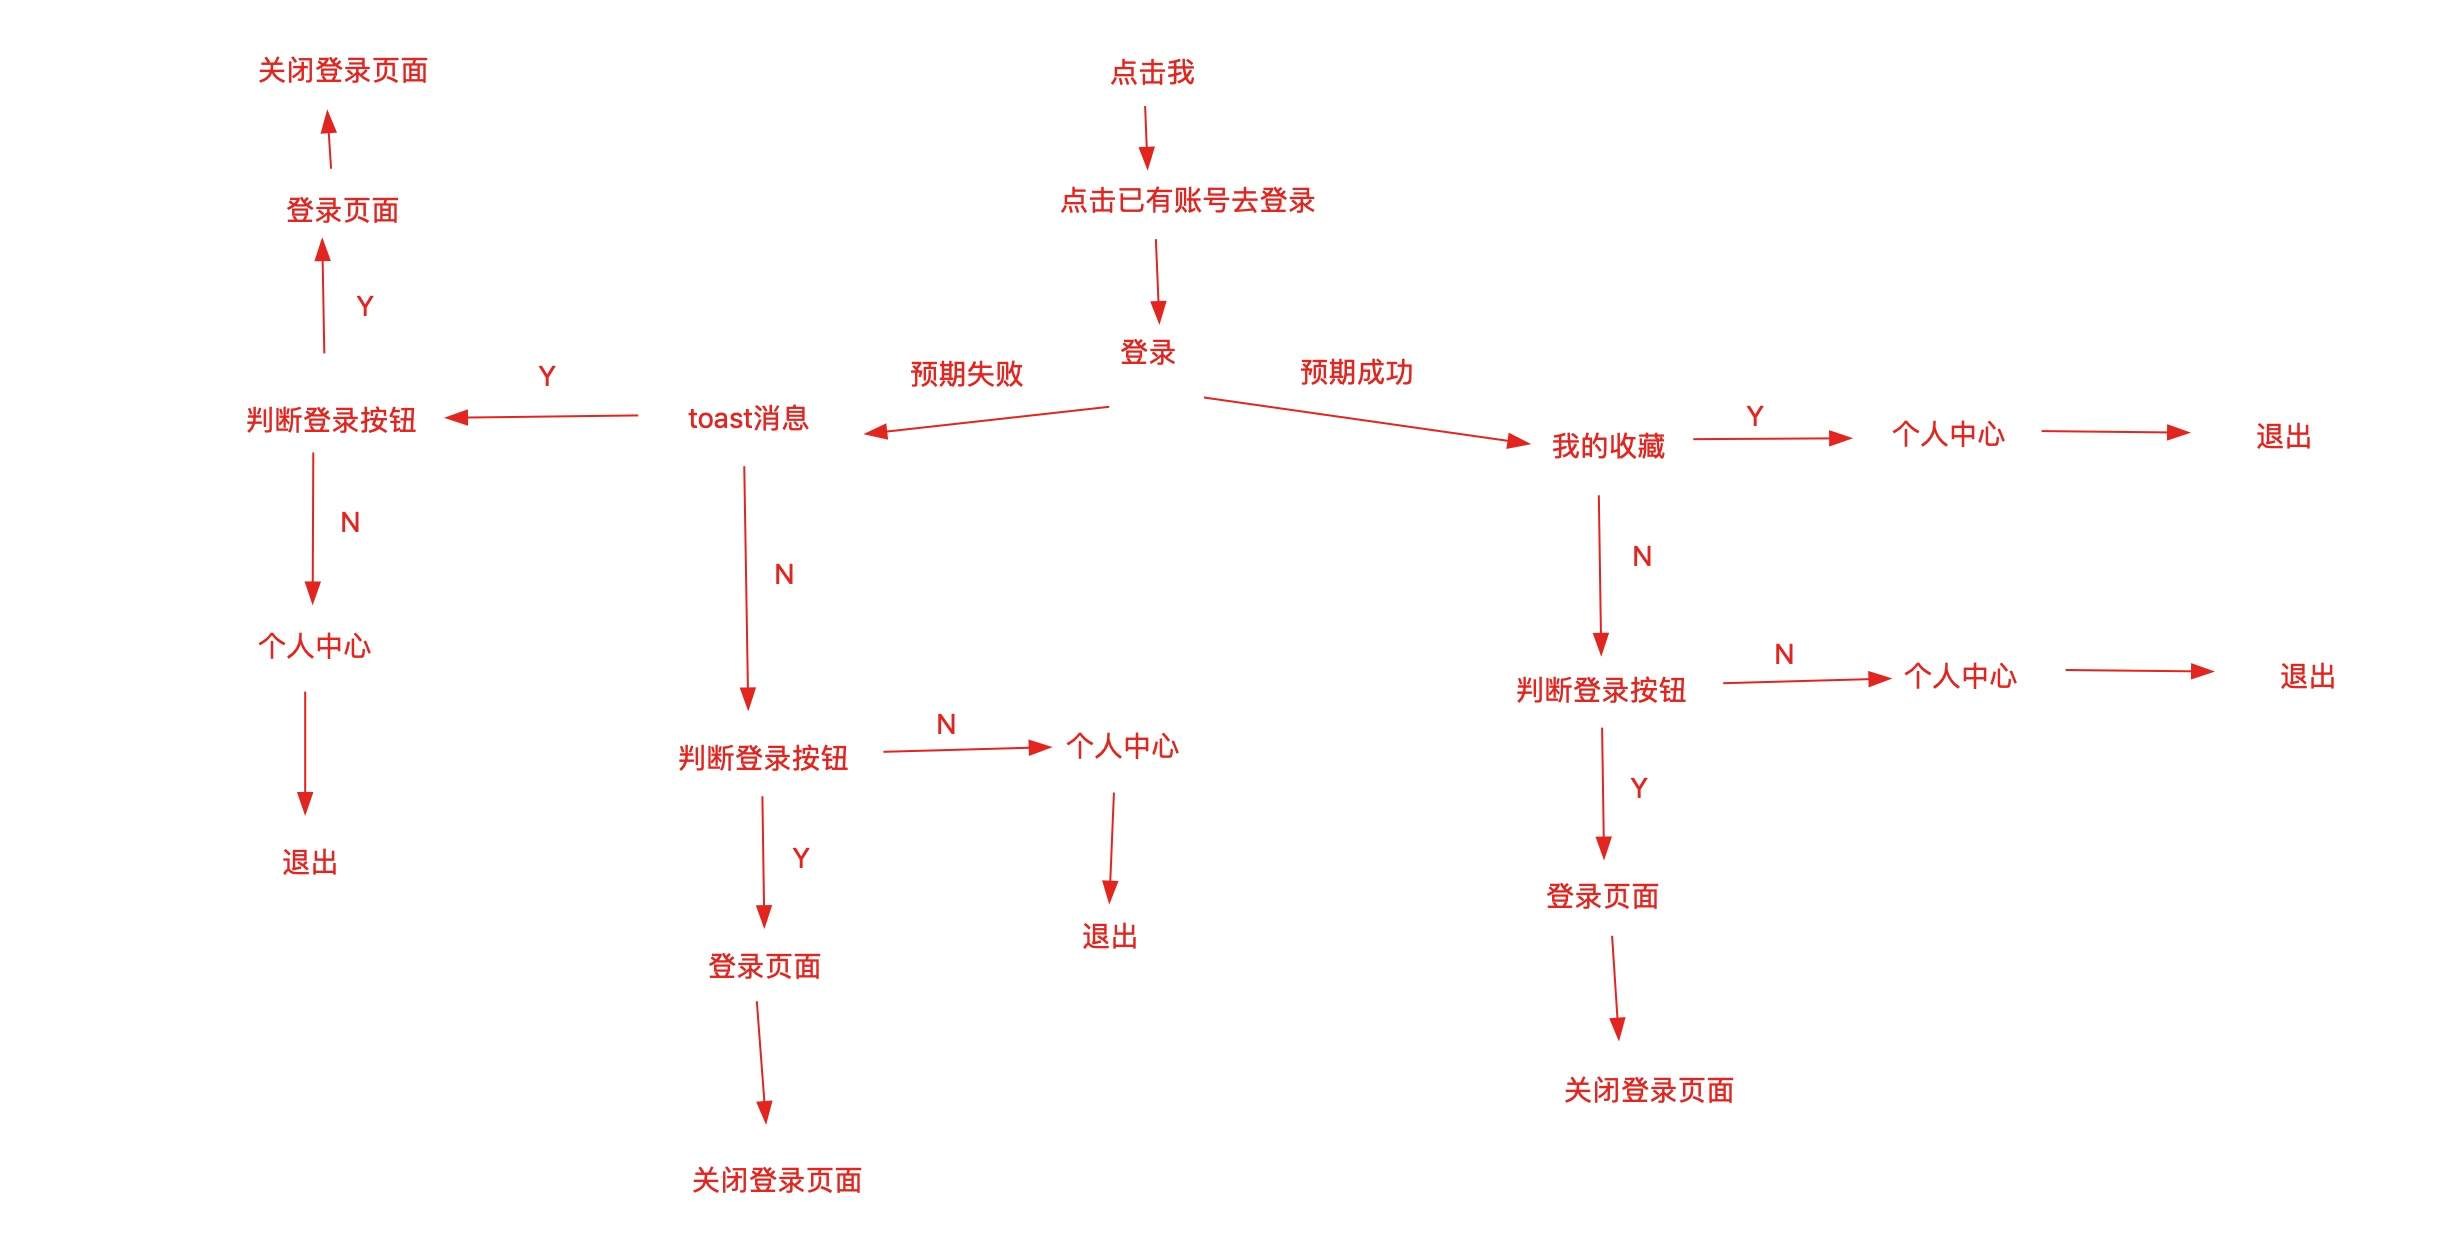 关闭登录页面
点击我
登录页面
点击已有账号去登录
Y
登录
预期失败
预期成功
Y
判断登录按钮
toast消息
我的收藏
Y
个人中心
退出
N
N
N
个人中心
判断登录按钮
N
个人中心
退出
判断登录按钮
N
个人中心
Y
退出
Y
登录页面
退出
登录页面
关闭登录页面
关闭登录页面